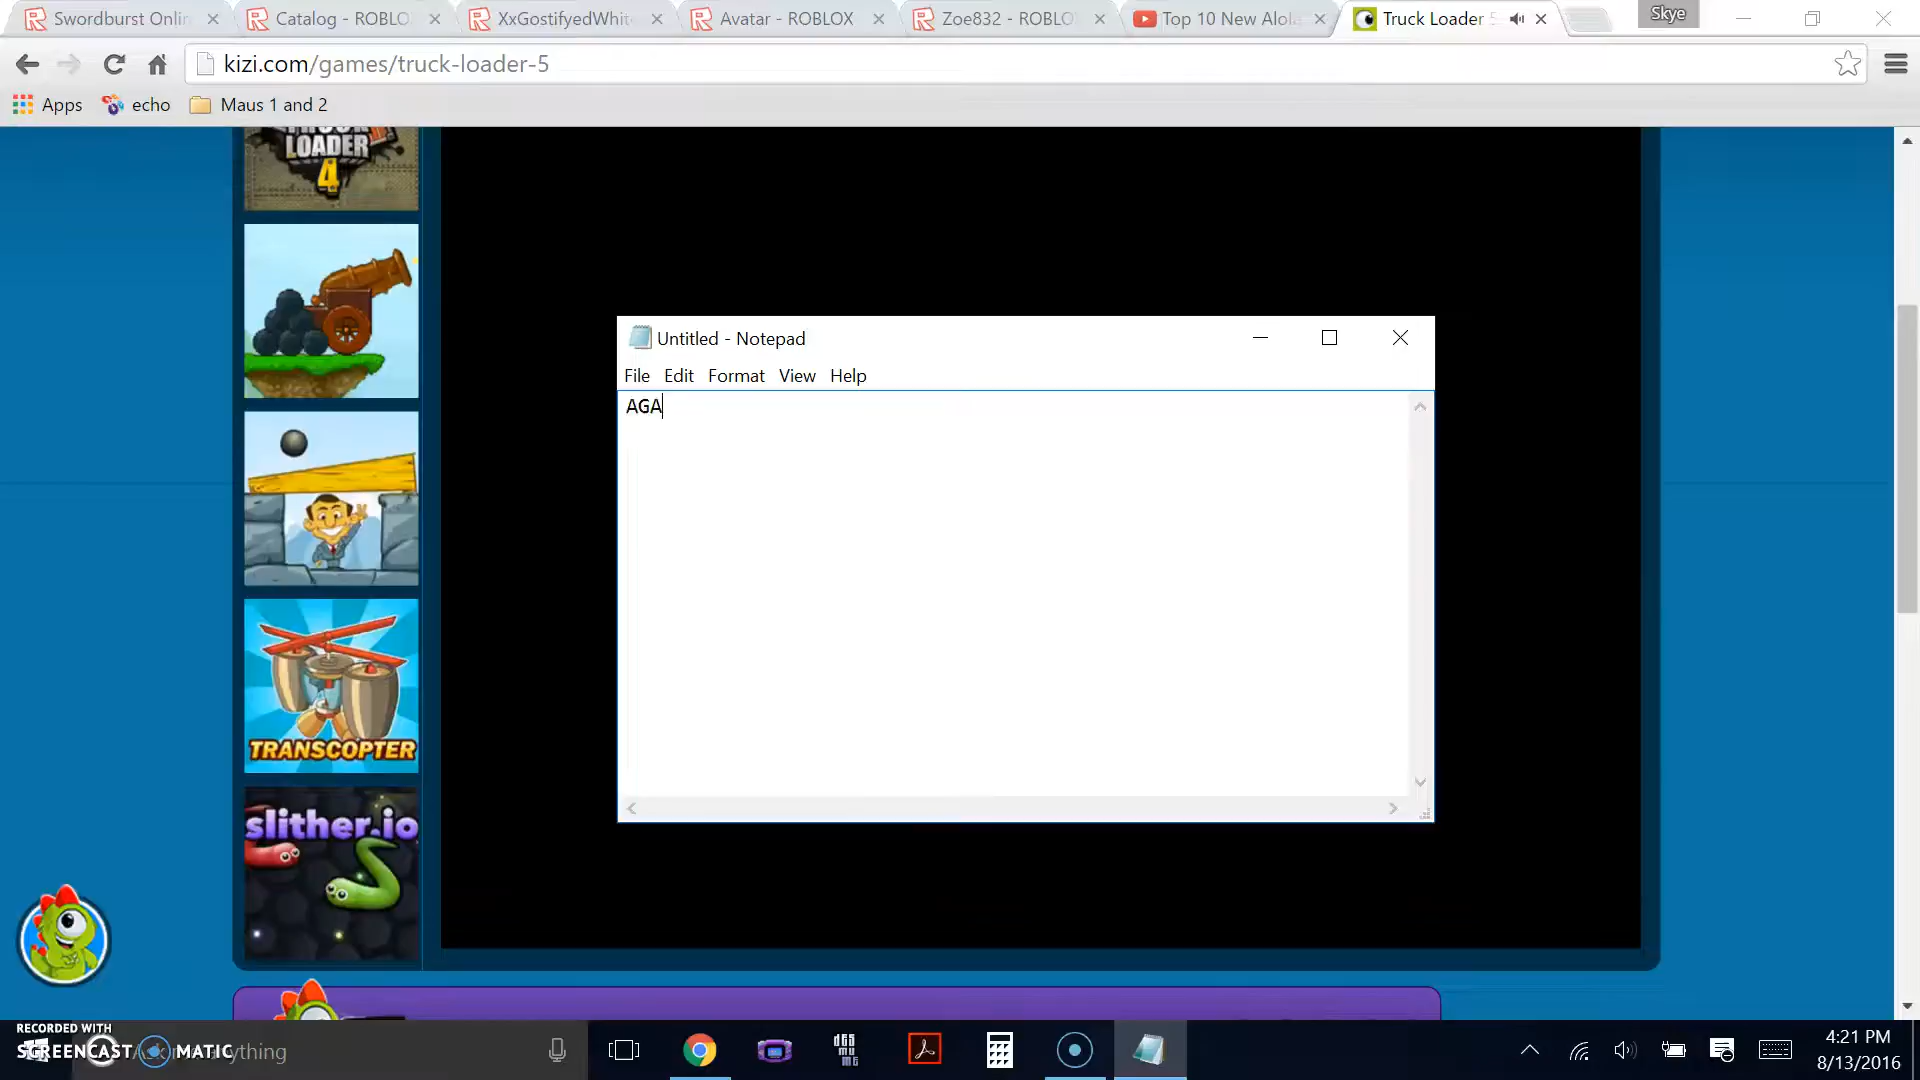 Swordburst Onlin
Catalog - ROBLO
XxGostifyedWhit
Avatar - ROBLOX
Zoe832 - ROBLO
Top 10 New Alol
Truck Loader 5
Skye
kizi.com/games/truck-loader-5
Apps
echo
Maus 1 and 2
LOADER
4
Untitled - Notepad
File Edit Format View Help
AGA
TRANSCOPTER
slither.io
RECORDED WITH
SCREENCAST MATIC
4:21 PM
8/13/2016